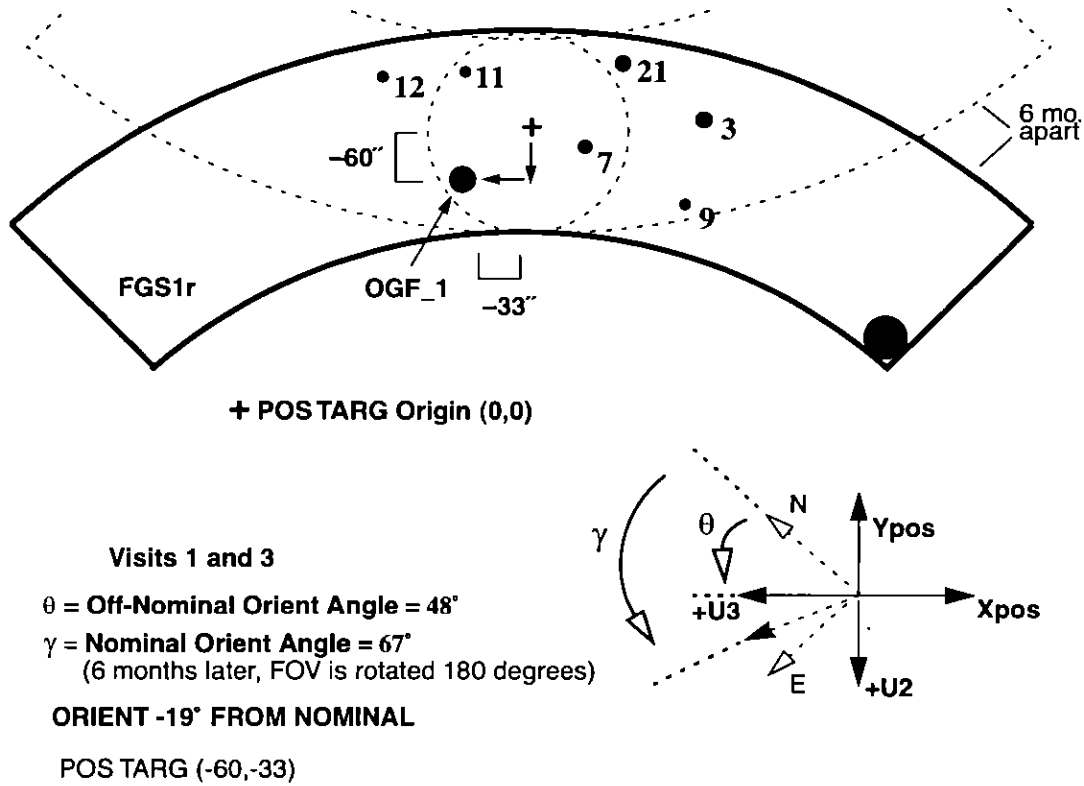 12
11
21
3
6 mo.
apart
+
–60″
7
9
FGS1r
OGF_1
–33″
+ POS TARG Origin (0,0)
N
γ
θ
Ypos
Visits 1 and 3
θ = Off-Nominal Orient Angle = 48°
+U3
Xpos
γ = Nominal Orient Angle = 67°
(6 months later, FOV is rotated 180 degrees)
E
+U2
ORIENT -19° FROM NOMINAL
POS TARG (-60,-33)